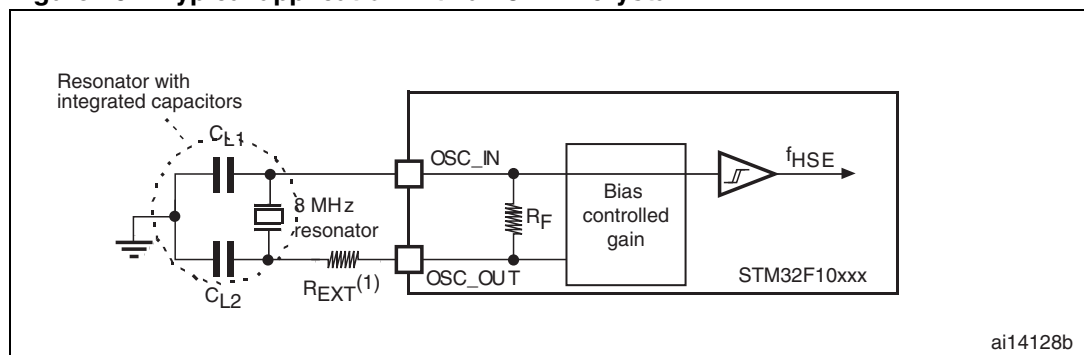 Resonator with
integrated capacitors
CL1
OSC_IN
fHSE
8 MHz
resonator
RF
Bias
controlled
gain
REXT(1)
OSC_OUT
STM32F10xxx
CL2
ai14128b